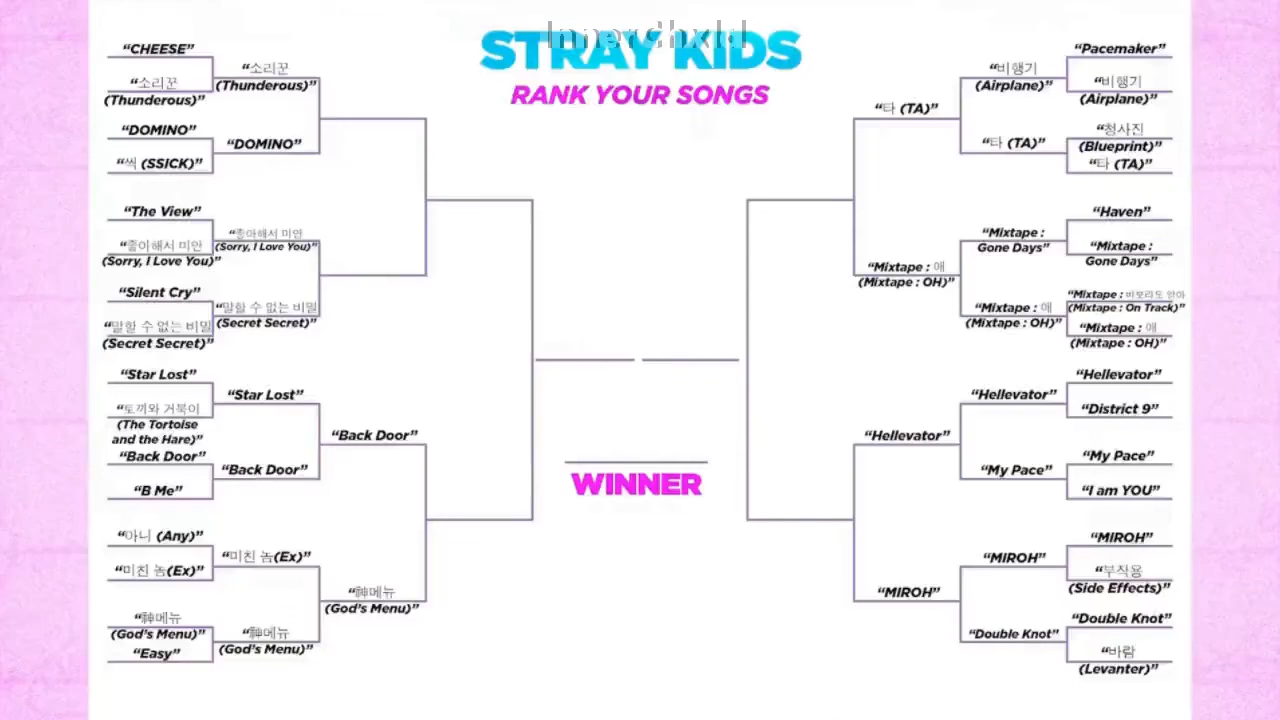 InnerChxld
STRAY KIDS
RANK YOUR SONGS
“CHEESE”
“소리꾼
(Thunderous)”
“DOMINO”
“씩 (SSICK)”
“The View”
“좋아해서 미안
(Sorry, I Love You)”
“Silent Cry”
“말할 수 없는 비밀
(Secret Secret)”
“Star Lost”
“토끼와 거북이
(The Tortoise
and the Hare)”
“Back Door”
“B Me”
“아니 (Any)”
“미친 놈(Ex)”
“神메뉴
(God’s Menu)”
“Easy”
“소리꾼
(Thunderous)”
“DOMINO”
“좋아해서 미안
(Sorry, I Love You)”
“말할 수 없는 비밀
(Secret Secret)”
“Star Lost”
“Back Door”
“미친 놈(Ex)”
“神메뉴
(God’s Menu)”
“Back Door”
“神메뉴
(God’s Menu)”
WINNER
“타 (TA)”
“Mixtape : 애
(Mixtape : OH)”
“Hellevator”
“MIROH”
“비행기
(Airplane)”
“타 (TA)”
“Mixtape :
Gone Days”
“Mixtape : 애
(Mixtape : OH)”
“Hellevator”
“My Pace”
“MIROH”
“Double Knot”
“Pacemaker”
“비행기
(Airplane)”
“청사진
(Blueprint)”
“타 (TA)”
“Haven”
“Mixtape :
Gone Days”
“Mixtape : 바보라도 알아
(Mixtape : On Track)”
“Mixtape : 애
(Mixtape : OH)”
“Hellevator”
“District 9”
“My Pace”
“I am YOU”
“MIROH”
“부작용
(Side Effects)”
“Double Knot”
“바람
(Levanter)”